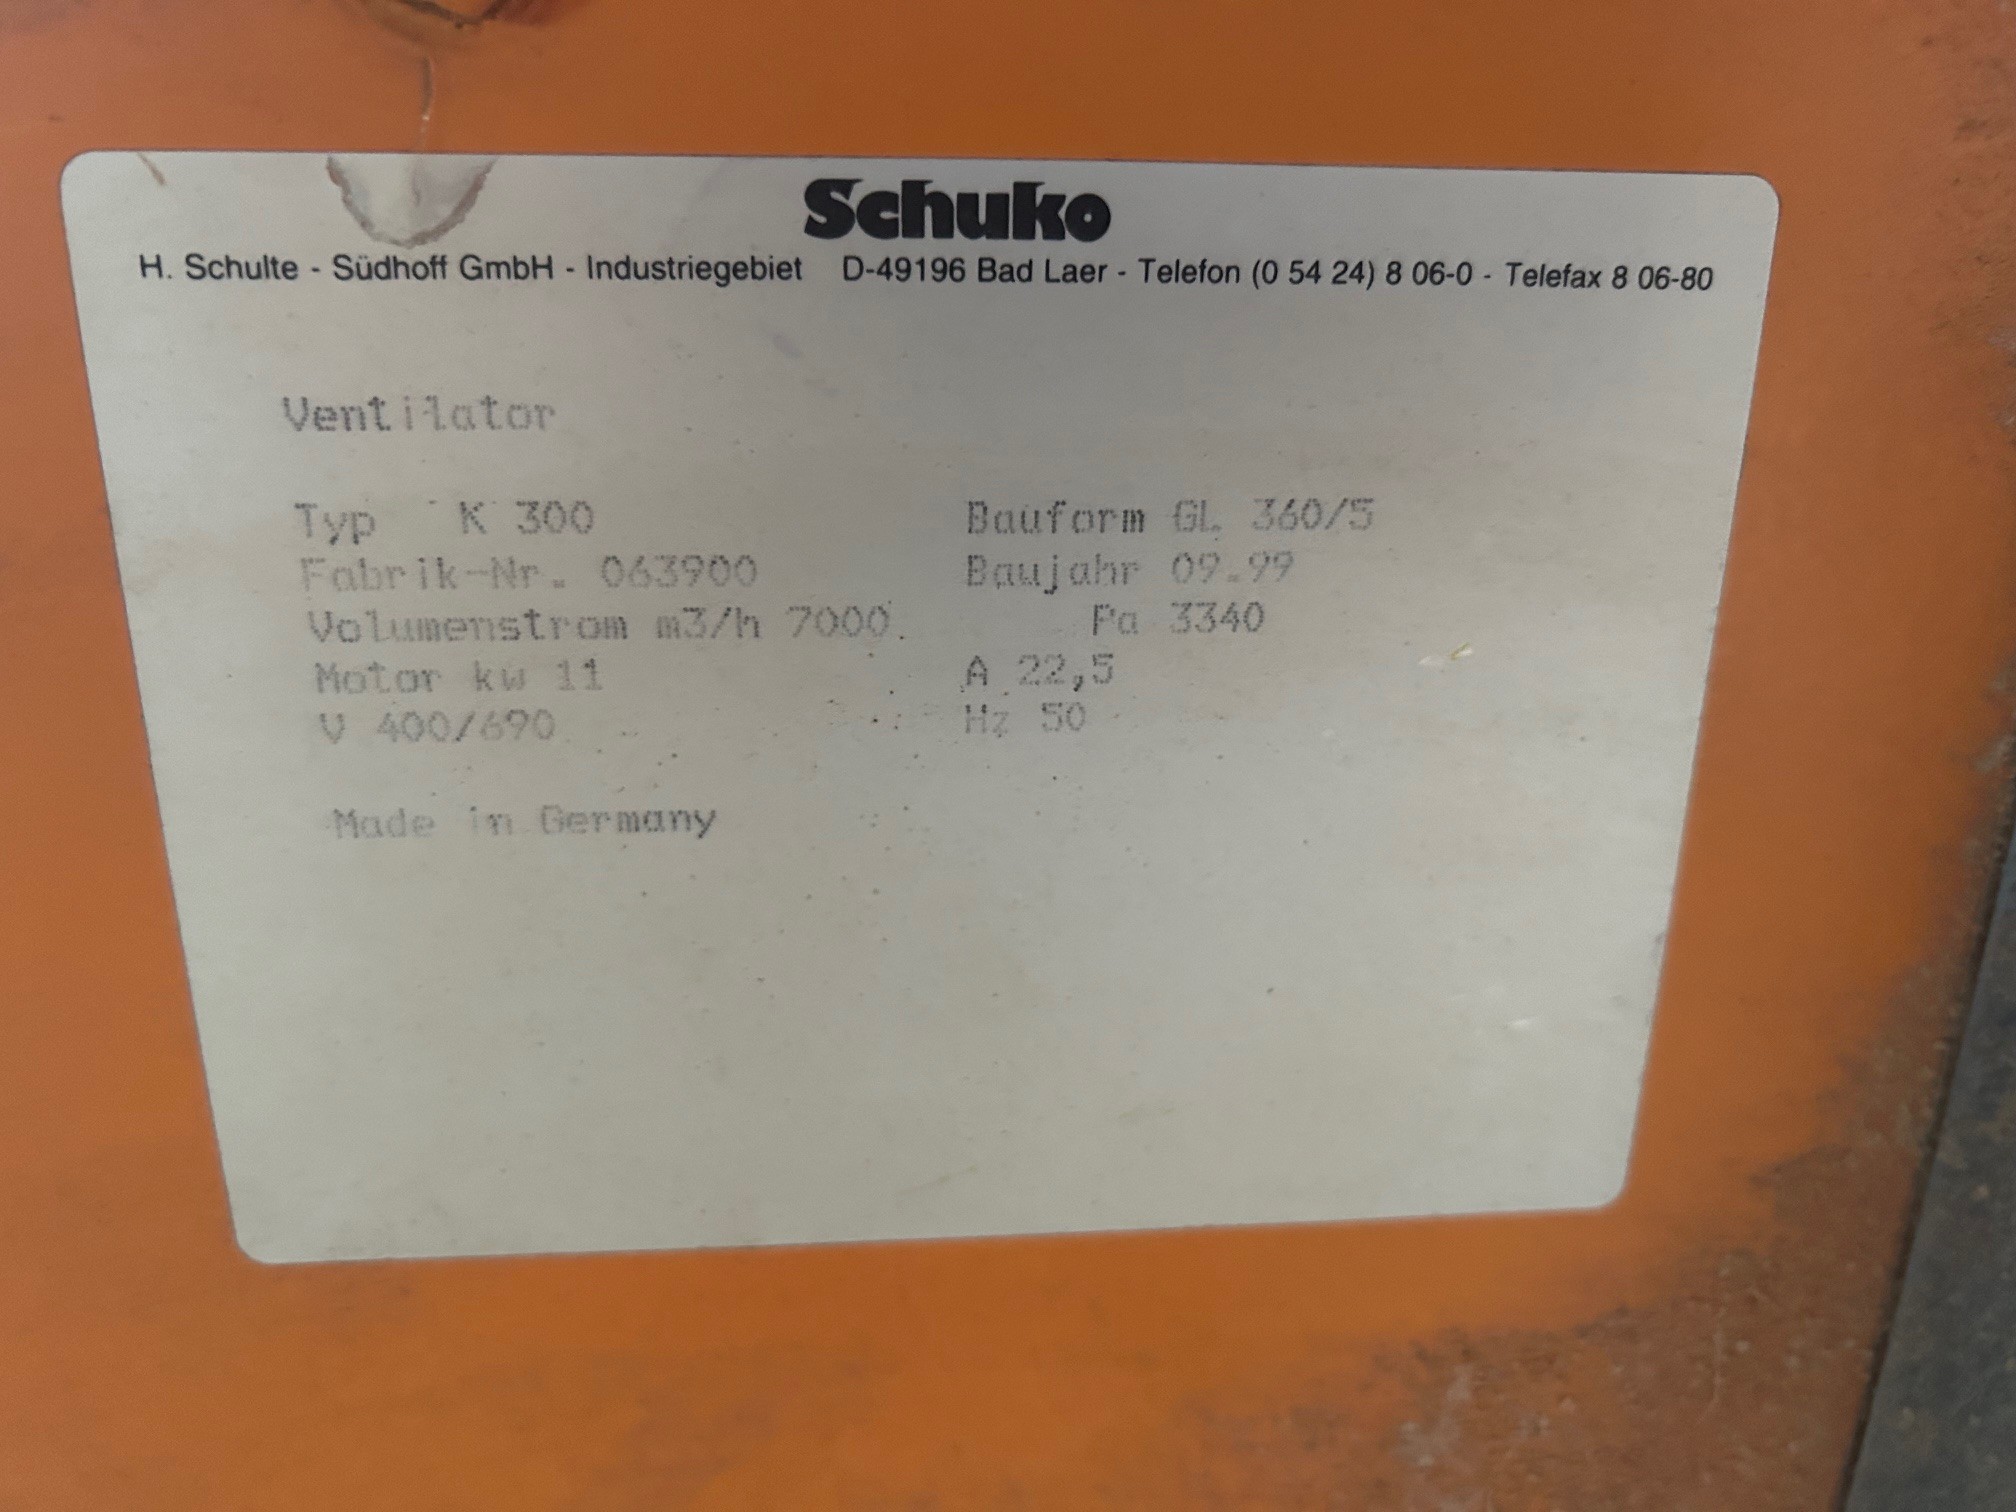 Schuko
H. Schulte - Südhoff GmbH - Industriegebiet D-49196 Bad Laer - Telefon (0 54 24) 8 06-0 - Telefax 8 06-80
Ventilator
Typ K 300 Bauform GL 360/5
Fabrik-Nr. 063900 Baujahr 09.99
Volumenstrom m3/h 7000 Pa 3340
Motor kw 11 A 22,5
V 400/690 Hz 50
Made in Germany